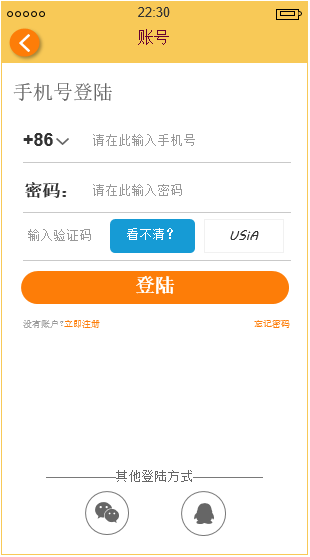 22:30
账号
手机号登陆
+86 请在此输入手机号
密码： 请在此输入密码
输入验证码 看不清？ USiA
登陆
没有账户?立即注册 忘记密码
其他登陆方式